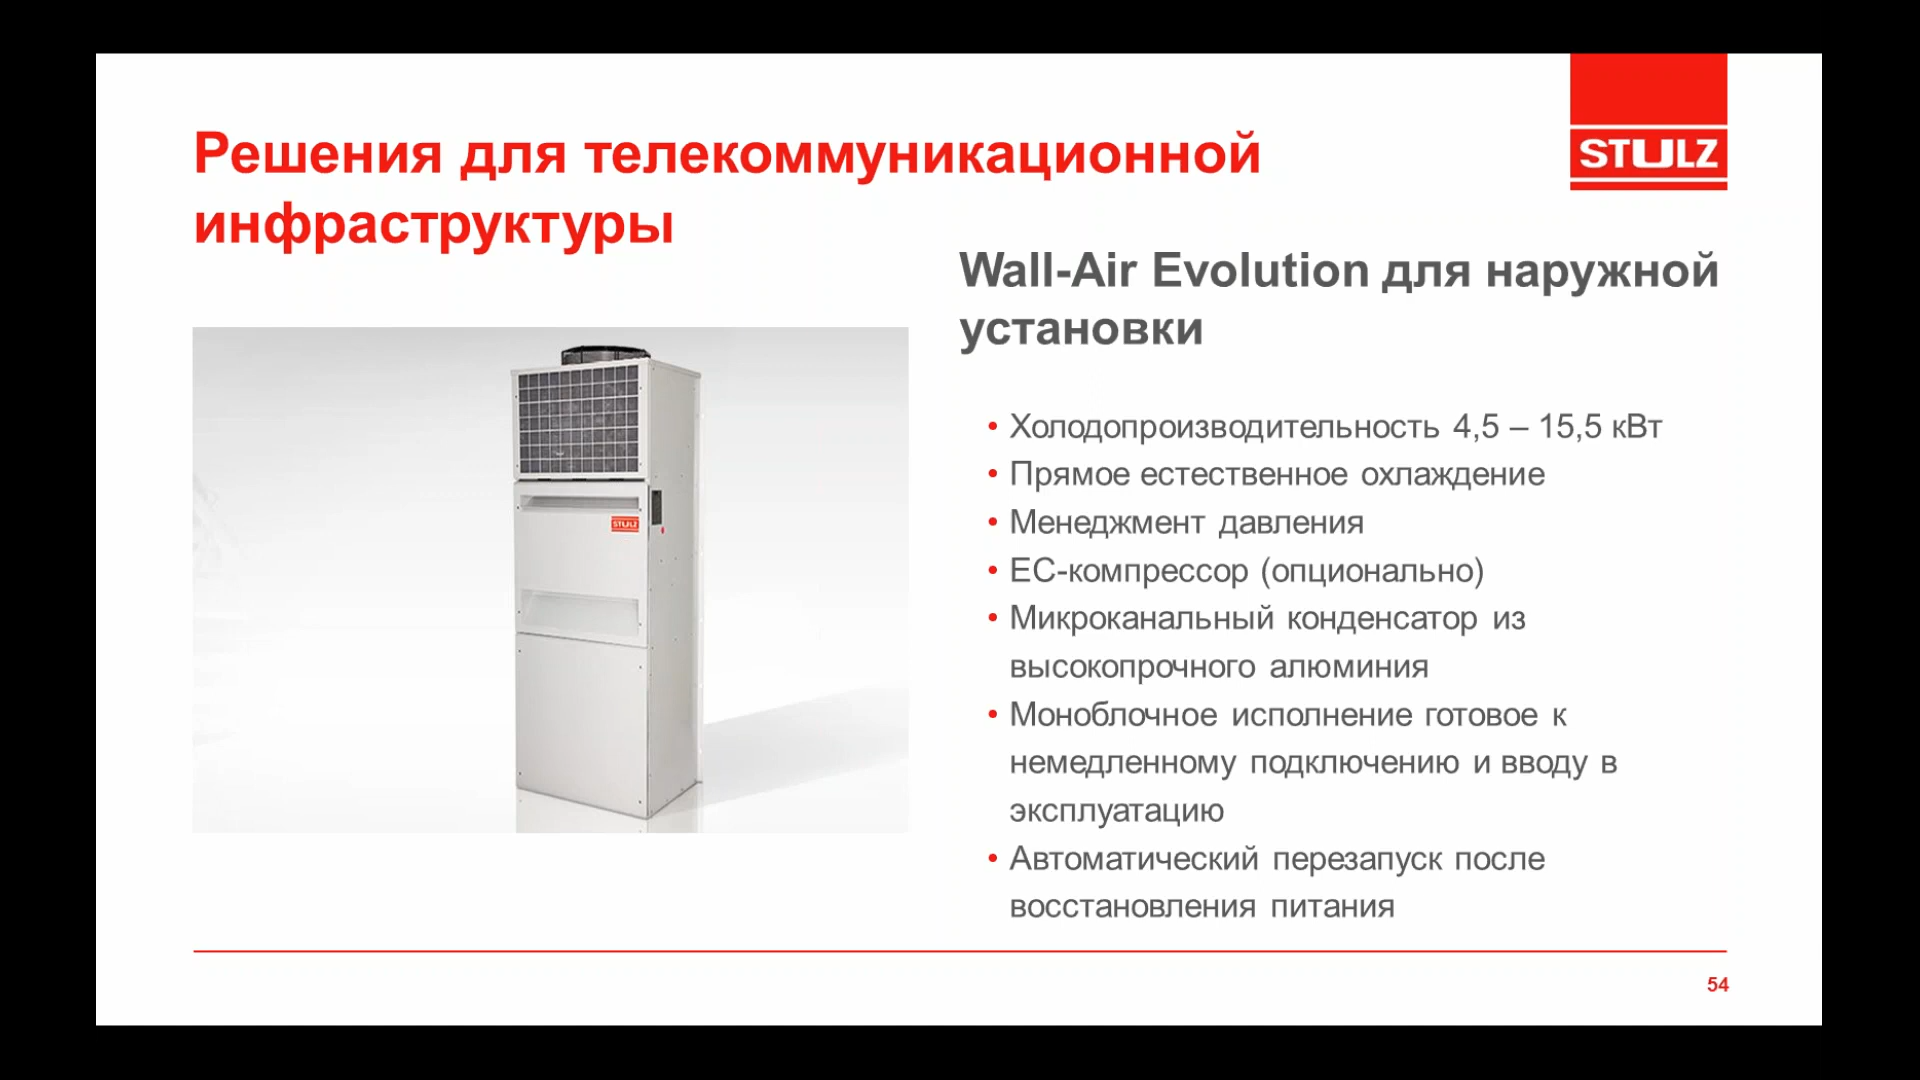 Решения для телекоммуникационной
инфраструктуры
STULZ
Wall-Air Evolution для наружной
установки
STULZ
• Холодопроизводительность 4,5 – 15,5 кВт
• Прямое естественное охлаждение
• Менеджмент давления
• ЕС-компрессор (опционально)
• Микроканальный конденсатор из
высокопрочного алюминия
• Моноблочное исполнение готовое к
немедленному подключению и вводу в
эксплуатацию
• Автоматический перезапуск после
восстановления питания
54